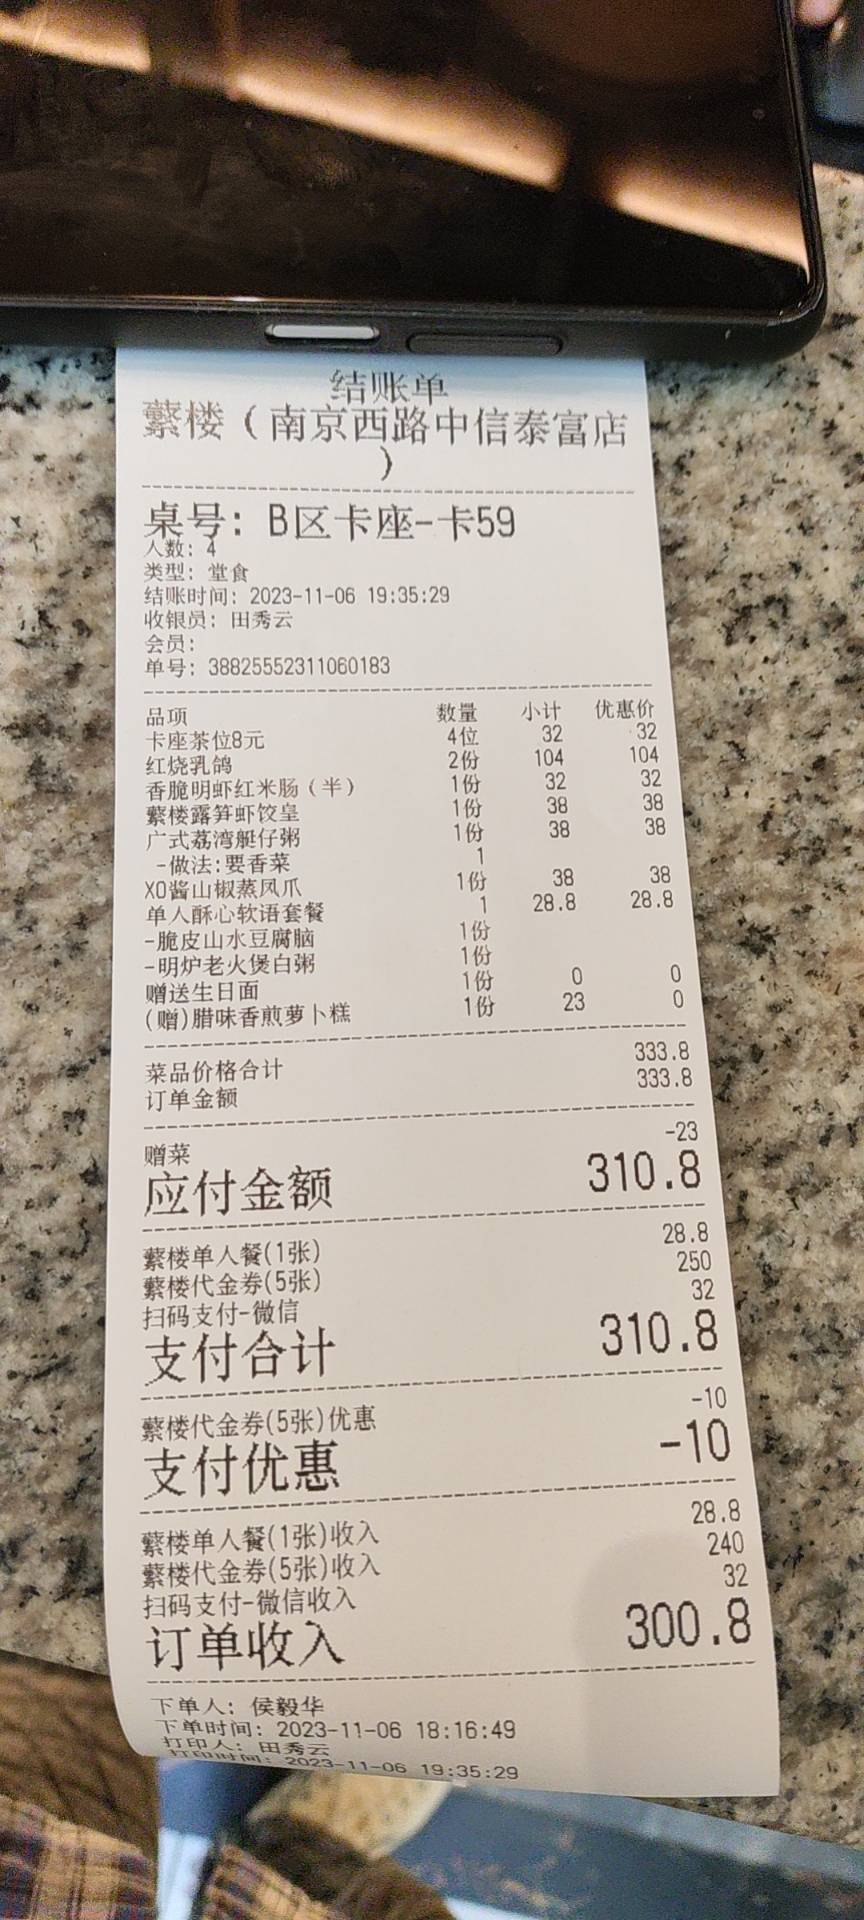 结账单
蘩楼（南京西路中信泰富店
）
桌号: B区卡座-卡59
人数: 4
类型: 堂食
结账时间: 2023-11-06 19:35:29
收银员: 田秀云
会员:
单号: 38825552311060183
品项 数量 小计 优惠价
卡座茶位8元 4位 32 32
红烧乳鸽 2份 104 104
香脆明虾红米肠（半） 1份 32 32
蘩楼露笋虾饺皇 1份 38 38
广式荔湾艇仔粥 1份 38 38
-做法:要香菜 1
XO酱山椒蒸凤爪 1份 38 38
单人酥心软语套餐 1 28.8 28.8
-脆皮山水豆腐脑 1份
-明炉老火煲白粥 1份
赠送生日面 1份 0 0
(赠)腊味香煎萝卜糕 1份 23 0
菜品价格合计 333.8
订单金额 333.8
赠菜 -23
应付金额 310.8
蘩楼单人餐(1张) 28.8
蘩楼代金券(5张) 250
扫码支付-微信 32
支付合计 310.8
蘩楼代金券(5张)优惠 -10
支付优惠 -10
蘩楼单人餐(1张)收入 28.8
蘩楼代金券(5张)收入 240
扫码支付-微信收入 32
订单收入 300.8
下单人: 侯毅华
下单时间: 2023-11-06 18:16:49
打印人: 田秀云
打印时间: 2023-11-06 19:35:29